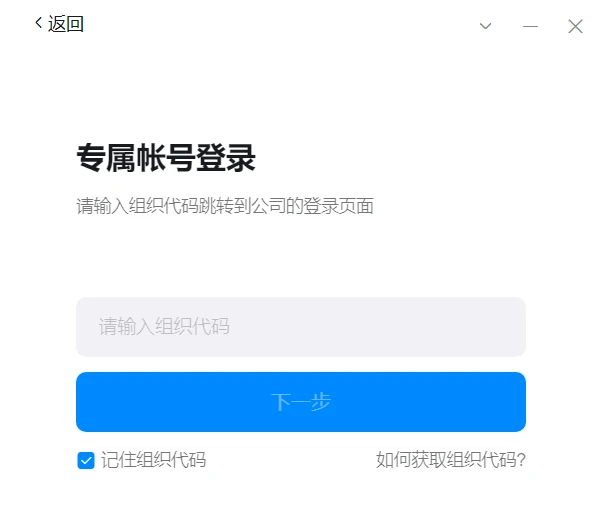 返回
专属帐号登录
请输入组织代码跳转到公司的登录页面
请输入组织代码
下一步
记住组织代码 如何获取组织代码?